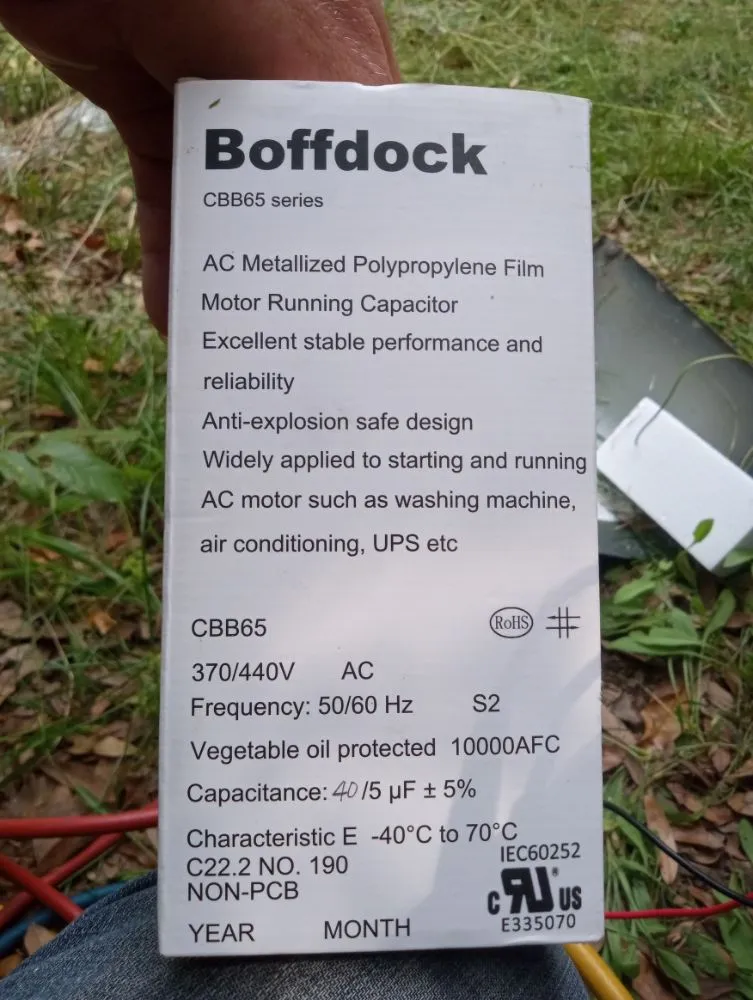 Boffdock
CBB65 series
AC Metallized Polypropylene Film
Motor Running Capacitor
Excellent stable performance and
reliability
Anti-explosion safe design
Widely applied to starting and running
AC motor such as washing machine,
air conditioning, UPS etc
CBB65 RoHS
370/440V AC
Frequency: 50/60 Hz S2
Vegetable oil protected 10000AFC
Capacitance: 40/5 µF ± 5%
Characteristic E -40°C to 70°C
C22.2 NO. 190 IEC60252
NON-PCB C RU ® US
E335070
YEAR MONTH